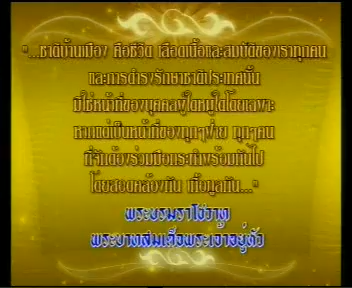 "...ชาติบ้านเมือง คือชีวิต เลือดเนื้อและสมบัติของเราทุกคน
และการดำรงรักษาชาติประเทศนั้น
มิใช่หน้าที่ของบุคคลผู้ใดหมู่ใดโดยเฉพาะ
หากแต่เป็นหน้าที่ของทุกๆฝ่าย ทุกๆคน
ที่จักต้องร่วมมือกระทำพร้อมกันไป
โดยสอดคล้องกัน เกื้อกูลกัน..."
พระบรมราโชวาท
พระบาทสมเด็จพระเจ้าอยู่หัว